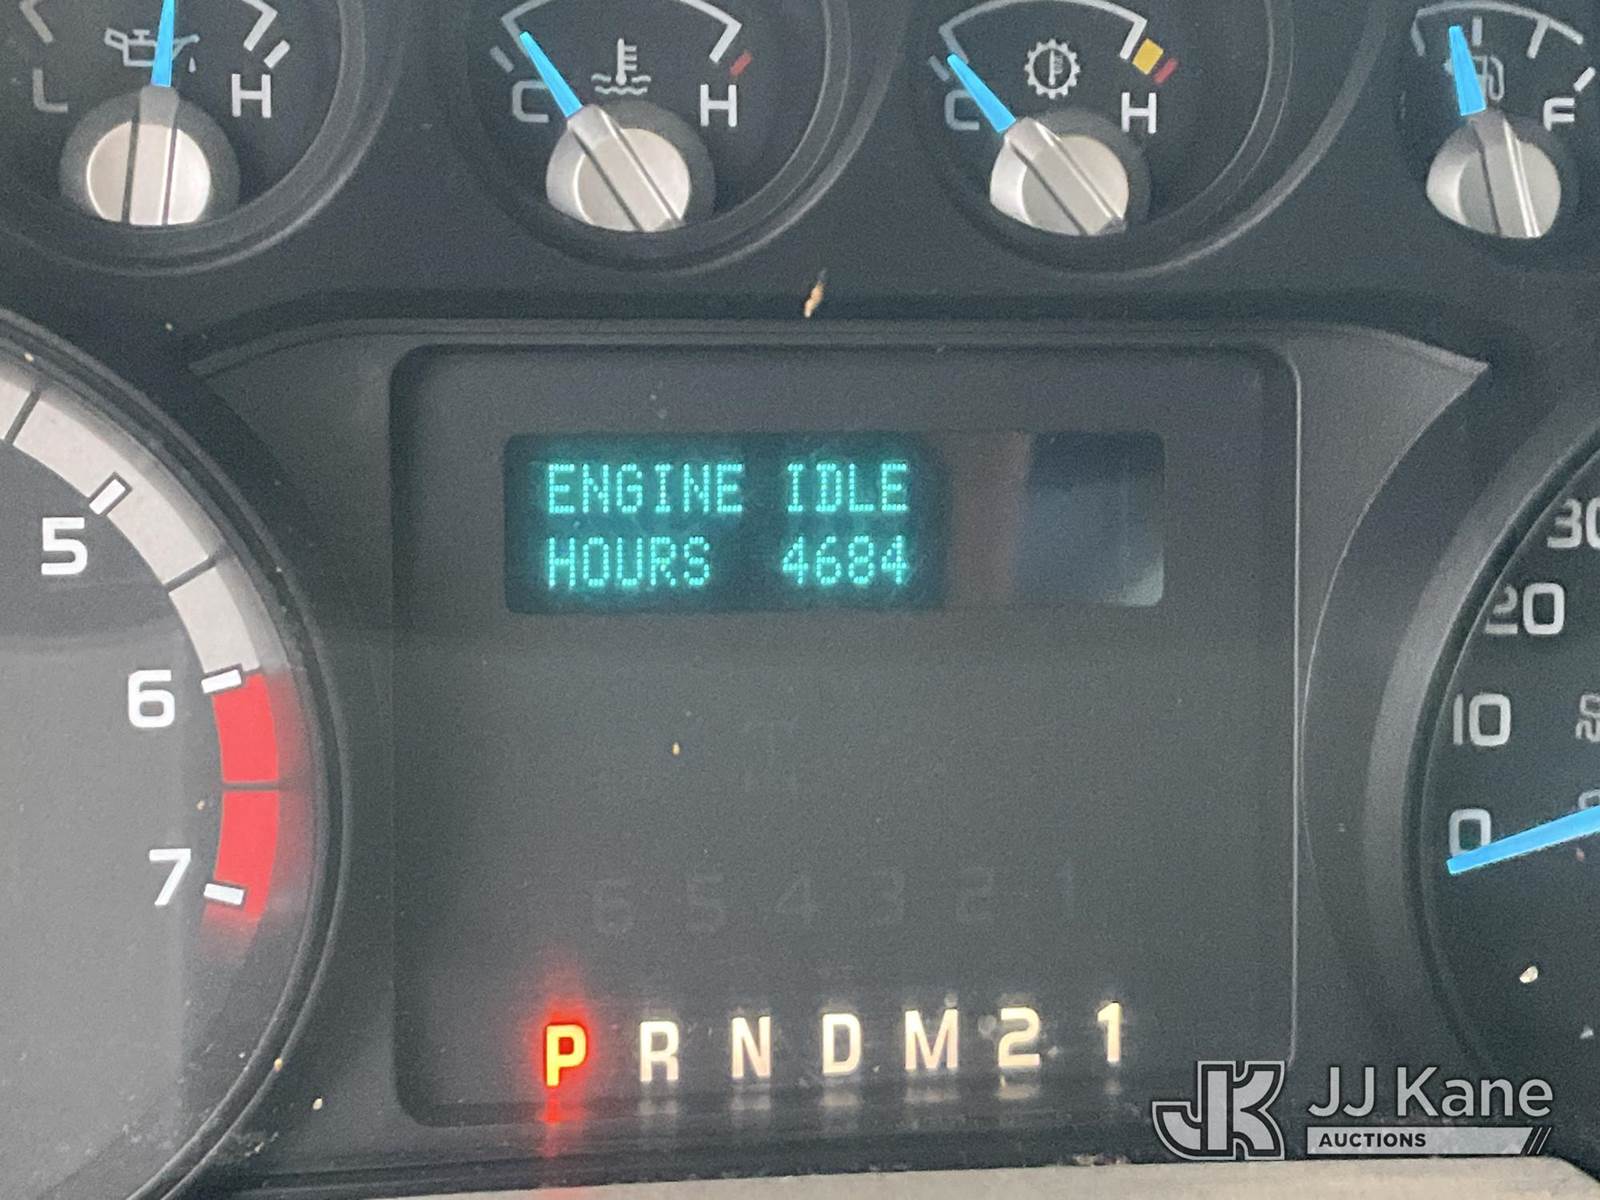 L H C H C H F
ENGINE IDLE
HOURS 4684
5
6
7
30
20
10
0
6 5 4 3 2 1
P R N D M 2 1
JK JJ Kane
AUCTIONS